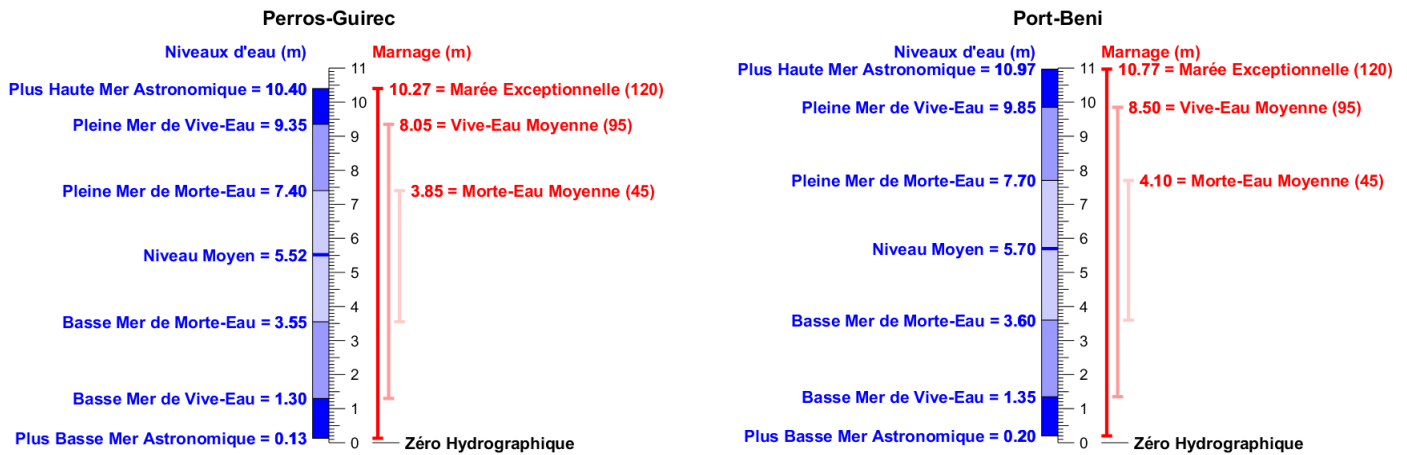 Perros-Guirec
Niveaux d'eau (m)
Marnage (m)
Plus Haute Mer Astronomique = 10.40
Pleine Mer de Vive-Eau = 9.35
Pleine Mer de Morte-Eau = 7.40
Niveau Moyen = 5.52
Basse Mer de Morte-Eau = 3.55
Basse Mer de Vive-Eau = 1.30
Plus Basse Mer Astronomique = 0.13
11
10
9
8
7
6
5
4
3
2
1
0
10.27 = Marée Exceptionnelle (120)
8.05 = Vive-Eau Moyenne (95)
3.85 = Morte-Eau Moyenne (45)
Zéro Hydrographique
Port-Beni
Niveaux d'eau (m)
Marnage (m)
Plus Haute Mer Astronomique = 10.97
Pleine Mer de Vive-Eau = 9.85
Pleine Mer de Morte-Eau = 7.70
Niveau Moyen = 5.70
Basse Mer de Morte-Eau = 3.60
Basse Mer de Vive-Eau = 1.35
Plus Basse Mer Astronomique = 0.20
11
10
9
8
7
6
5
4
3
2
1
0
10.77 = Marée Exceptionnelle (120)
8.50 = Vive-Eau Moyenne (95)
4.10 = Morte-Eau Moyenne (45)
Zéro Hydrographique